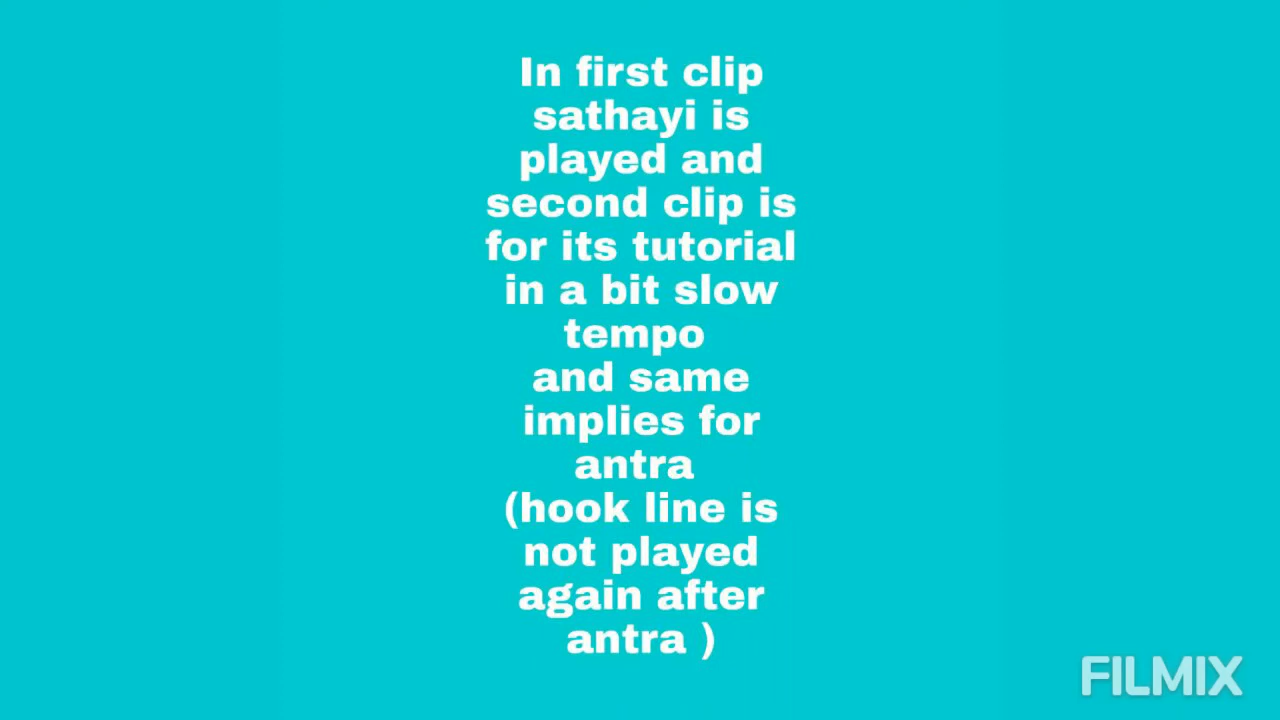 In first clip
sathayi is
played and
second clip is
for its tutorial
in a bit slow
tempo
and same
implies for
antra
(hook line is
not played
again after
antra )
FILMIX